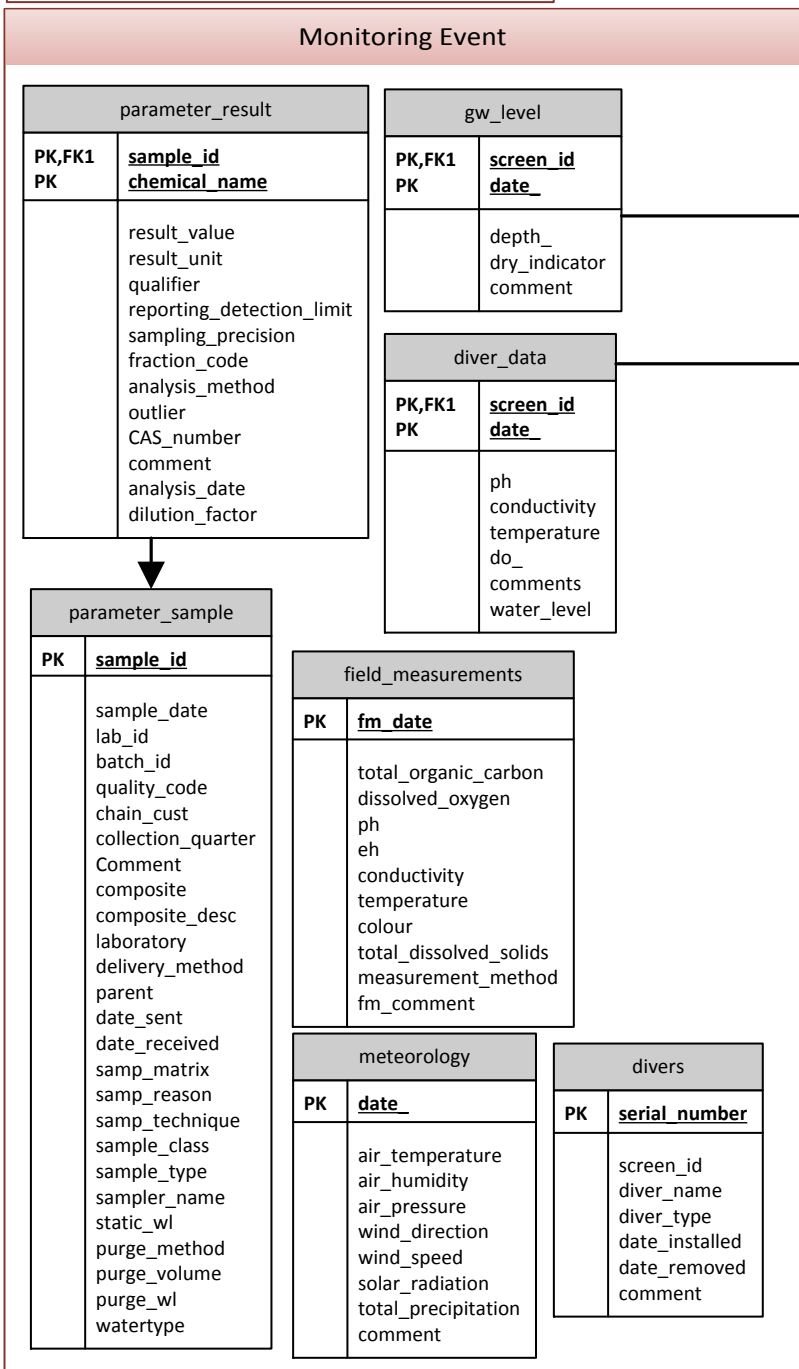 Monitoring Event
parameter_result
PK,FK1 sample_id
PK chemical_name
result_value
result_unit
qualifier
reporting_detection_limit
sampling_precision
fraction_code
analysis_method
outlier
CAS_number
comment
analysis_date
dilution_factor
gw_level
PK,FK1 screen_id
PK date_
depth_
dry_indicator
comment
diver_data
PK,FK1 screen_id
PK date_
ph
conductivity
temperature
do_
comments
water_level
parameter_sample
PK sample_id
sample_date
lab_id
batch_id
quality_code
chain_cust
collection_quarter
Comment
composite
composite_desc
laboratory
delivery_method
parent
date_sent
date_received
samp_matrix
samp_reason
samp_technique
sample_class
sample_type
sampler_name
static_wl
purge_method
purge_volume
purge_wl
watertype
field_measurements
PK fm_date
total_organic_carbon
dissolved_oxygen
ph
eh
conductivity
temperature
colour
total_dissolved_solids
measurement_method
fm_comment
meteorology
PK date_
air_temperature
air_humidity
air_pressure
wind_direction
wind_speed
solar_radiation
total_precipitation
comment
divers
PK serial_number
screen_id
diver_name
diver_type
date_installed
date_removed
comment